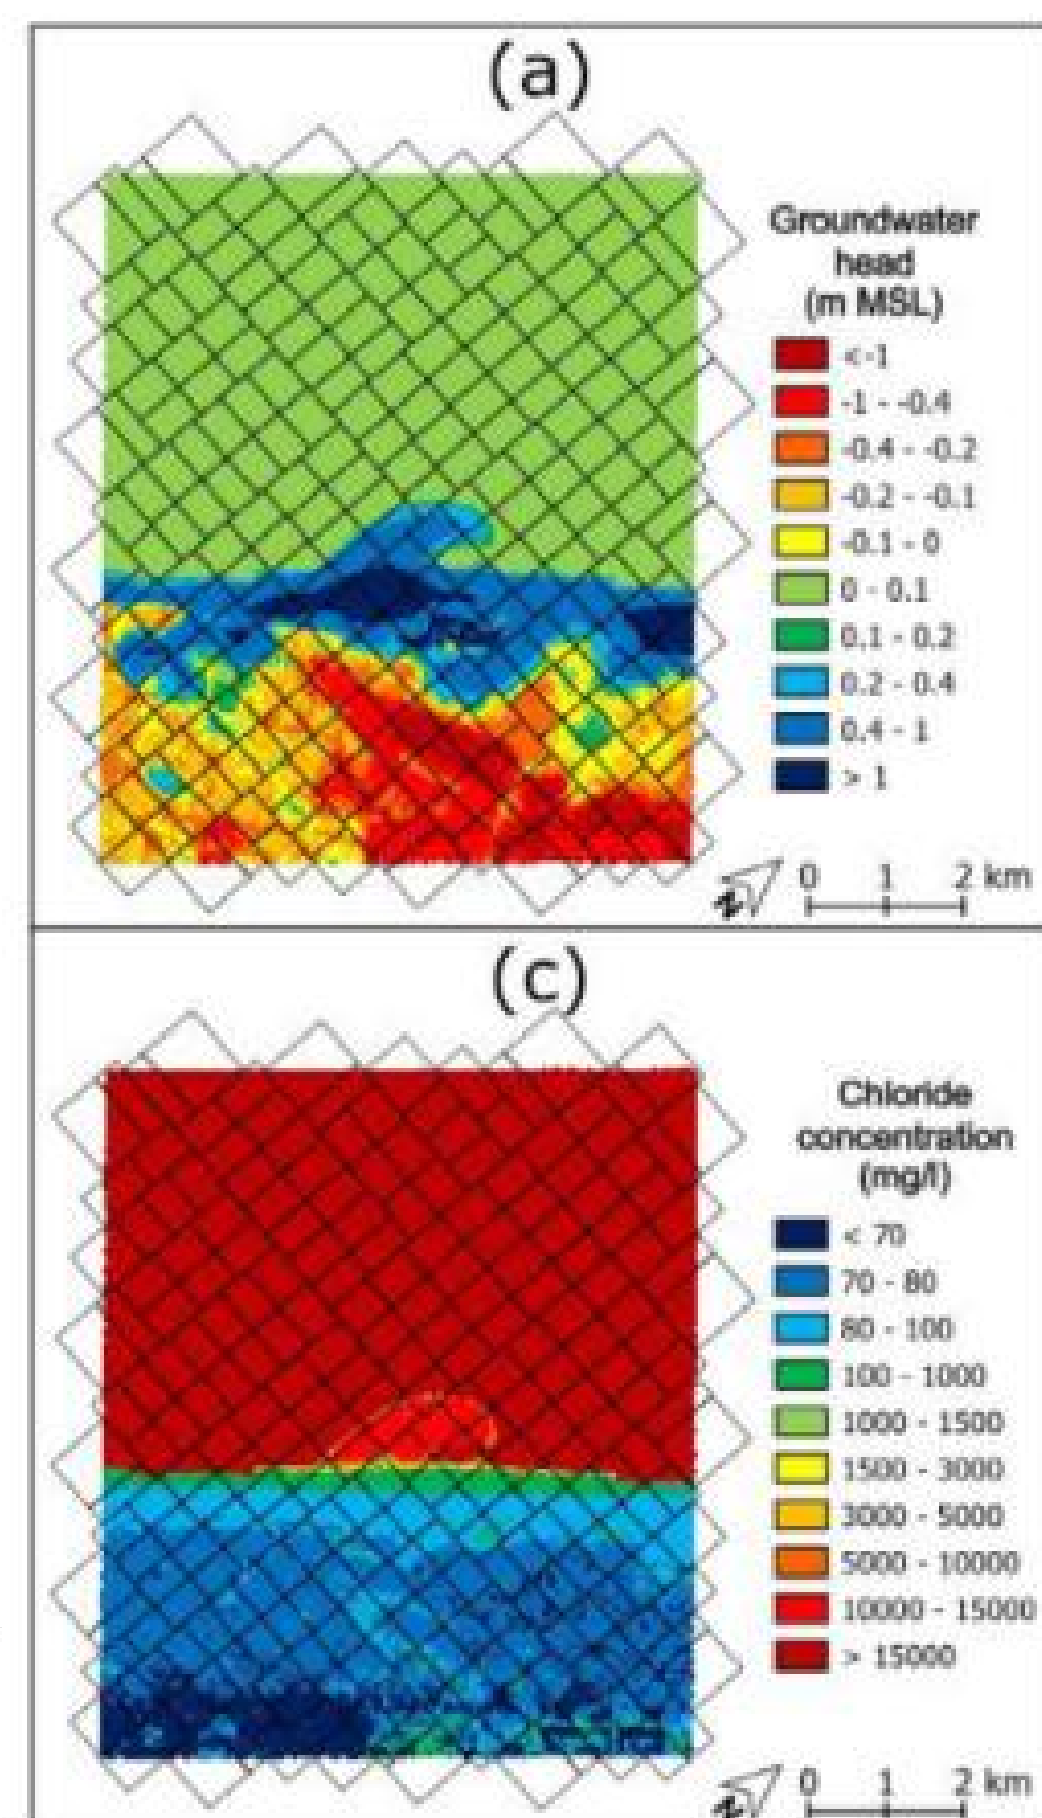 (a)
Groundwater
head
(m MSL)
<-1
-1 - -0.4
-0.4 - -0.2
-0.2 - -0.1
-0.1 - 0
0 - 0.1
0.1 - 0.2
0.2 - 0.4
0.4 - 1
> 1
N
0 1 2 km
(c)
Chloride
concentration
(mg/l)
< 70
70 - 80
80 - 100
100 - 1000
1000 - 1500
1500 - 3000
3000 - 5000
5000 - 10000
10000 - 15000
> 15000
N
0 1 2 km